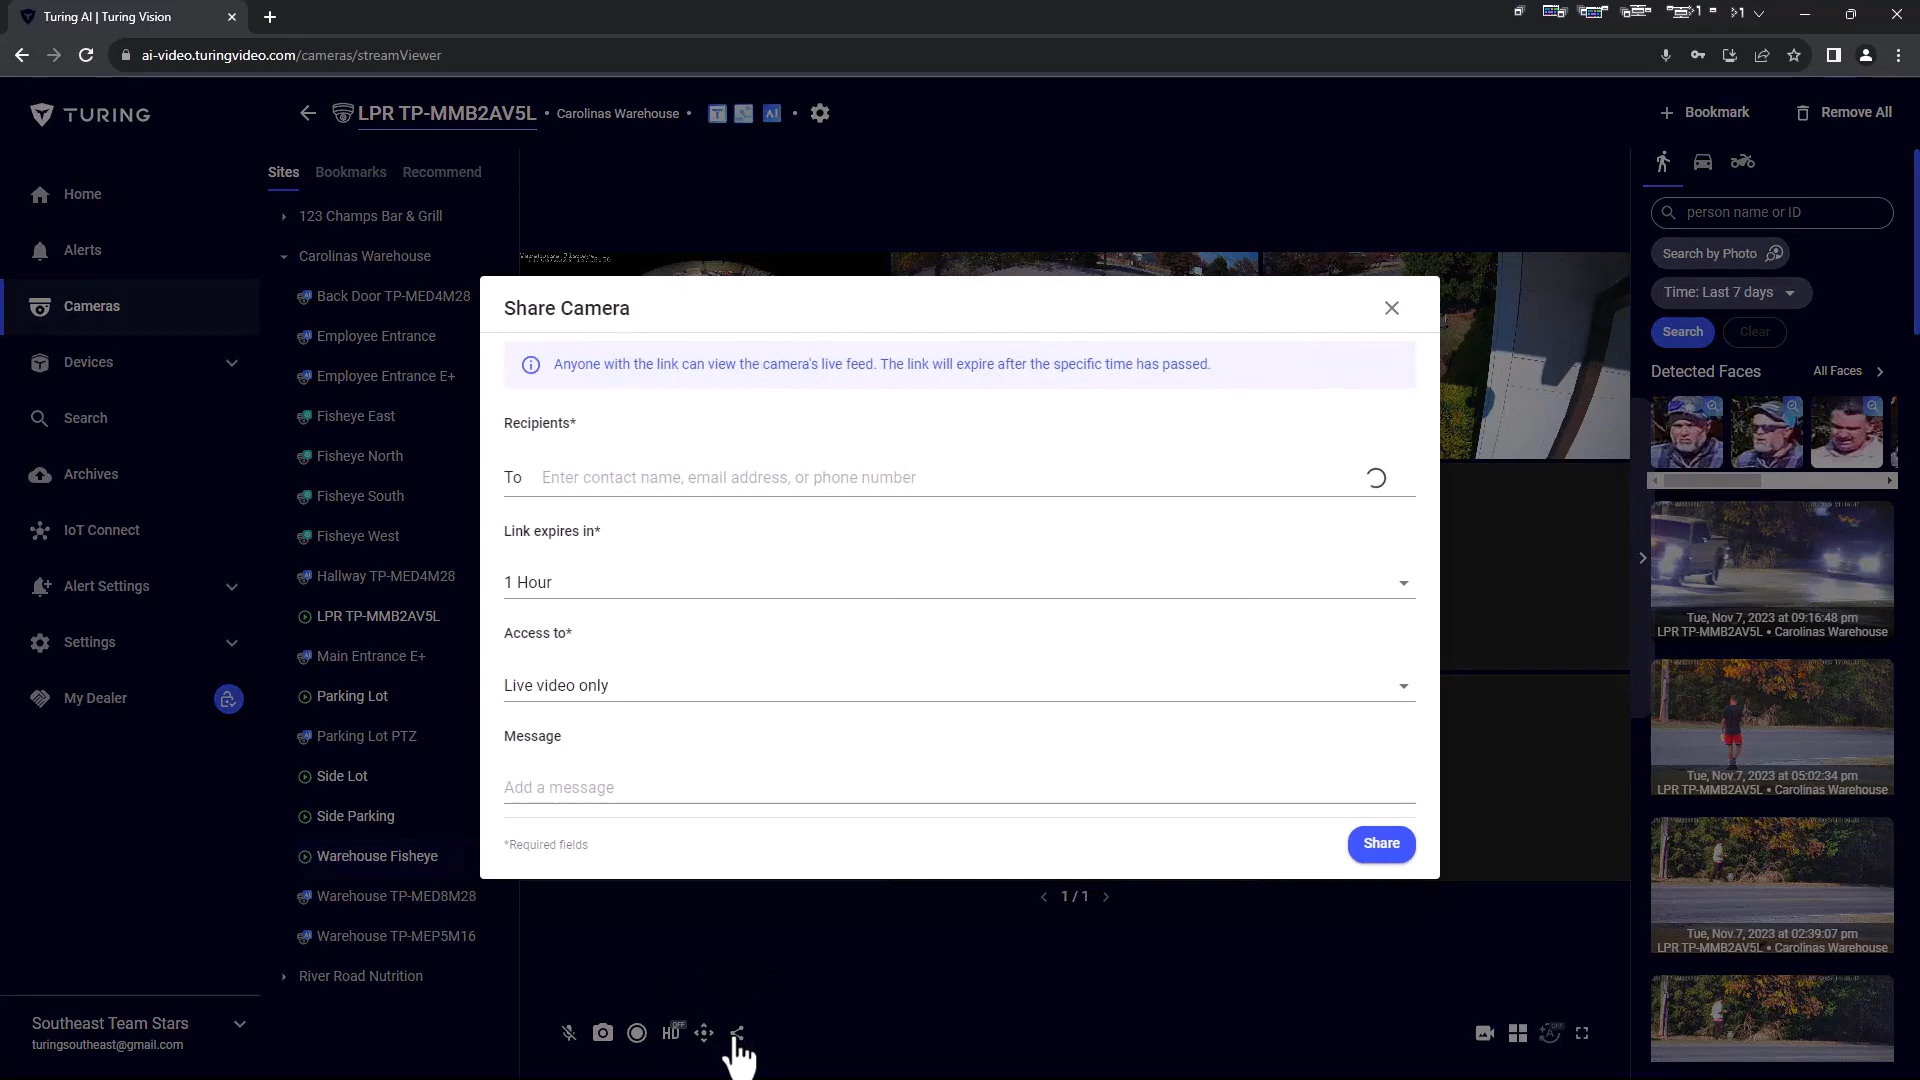 Turing AI | Turing Vision
ai-video.turingvideo.com/cameras/streamViewer
TURING
LPR TP-MMB2AV5L • Carolinas Warehouse •
T
AI
+ Bookmark
Remove All
Home
Alerts
Cameras
Devices
Search
Archives
IoT Connect
Alert Settings
Settings
My Dealer
Southeast Team Stars
turingsoutheast@gmail.com
Sites
Bookmarks
Recommend
123 Champs Bar & Grill
Carolinas Warehouse
Back Door TP-MED4M28
Employee Entrance
Employee Entrance E+
Fisheye East
Fisheye North
Fisheye South
Fisheye West
Hallway TP-MED4M28
LPR TP-MMB2AV5L
Main Entrance E+
Parking Lot
Parking Lot PTZ
Side Lot
Side Parking
Warehouse Fisheye
Warehouse TP-MED8M28
Warehouse TP-MEP5M16
River Road Nutrition
Share Camera
Anyone with the link can view the camera's live feed. The link will expire after the specific time has passed.
Recipients*
To Enter contact name, email address, or phone number
Link expires in*
1 Hour
Access to*
Live video only
Message
Add a message
*Required fields
Share
1 / 1
HD OFF
OFF
person name or ID
Search by Photo
Time: Last 7 days
Search
Clear
Detected Faces
All Faces
Tue, Nov 7, 2023 at 09:16:48 pm
LPR TP-MMB2AV5L • Carolinas Warehouse
Tue, Nov 7, 2023 at 05:02:34 pm
LPR TP-MMB2AV5L • Carolinas Warehouse
Tue, Nov 7, 2023 at 02:39:07 pm
LPR TP-MMB2AV5L • Carolinas Warehouse